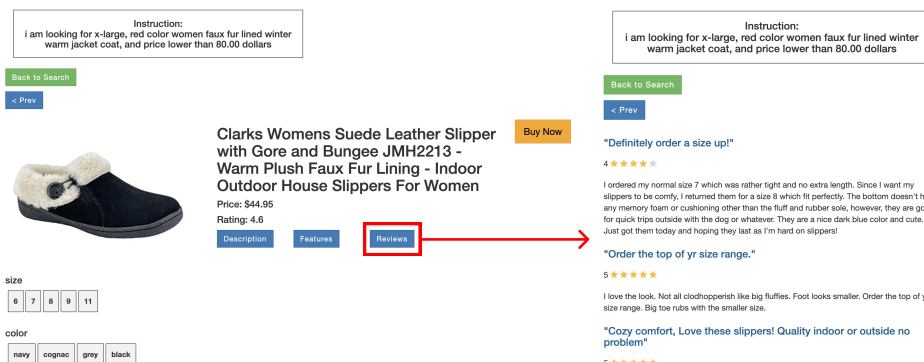 Instruction:
i am looking for x-large, red color women faux fur lined winter
warm jacket coat, and price lower than 80.00 dollars
Back to Search
< Prev
Clarks Womens Suede Leather Slipper
with Gore and Bungee JMH2213 -
Warm Plush Faux Fur Lining - Indoor
Outdoor House Slippers For Women
Buy Now
Price: $44.95
Rating: 4.6
Description
Features
Reviews
size
6 7 8 9 11
color
navy cognac grey black
Instruction:
i am looking for x-large, red color women faux fur lined winter
warm jacket coat, and price lower than 80.00 dollars
Back to Search
< Prev
"Definitely order a size up!"
4
I ordered my normal size 7 which was rather tight and no extra length. Since I want my
slippers to be comfy, I returned them for a size 8 which fit perfectly. The bottom doesn't
any memory foam or cushioning other than the fluff and rubber sole, however, they are
for quick trips outside with the dog or whatever. They are a nice dark blue color and cute.
Just got them today and hoping they last as I'm hard on slippers!
"Order the top of yr size range."
5
I love the look. Not all clodhopperish like big fluffies. Foot looks smaller. Order the top of
size range. Big toe rubs with the smaller size.
"Cozy comfort, Love these slippers! Quality indoor or outside no
problem"
5